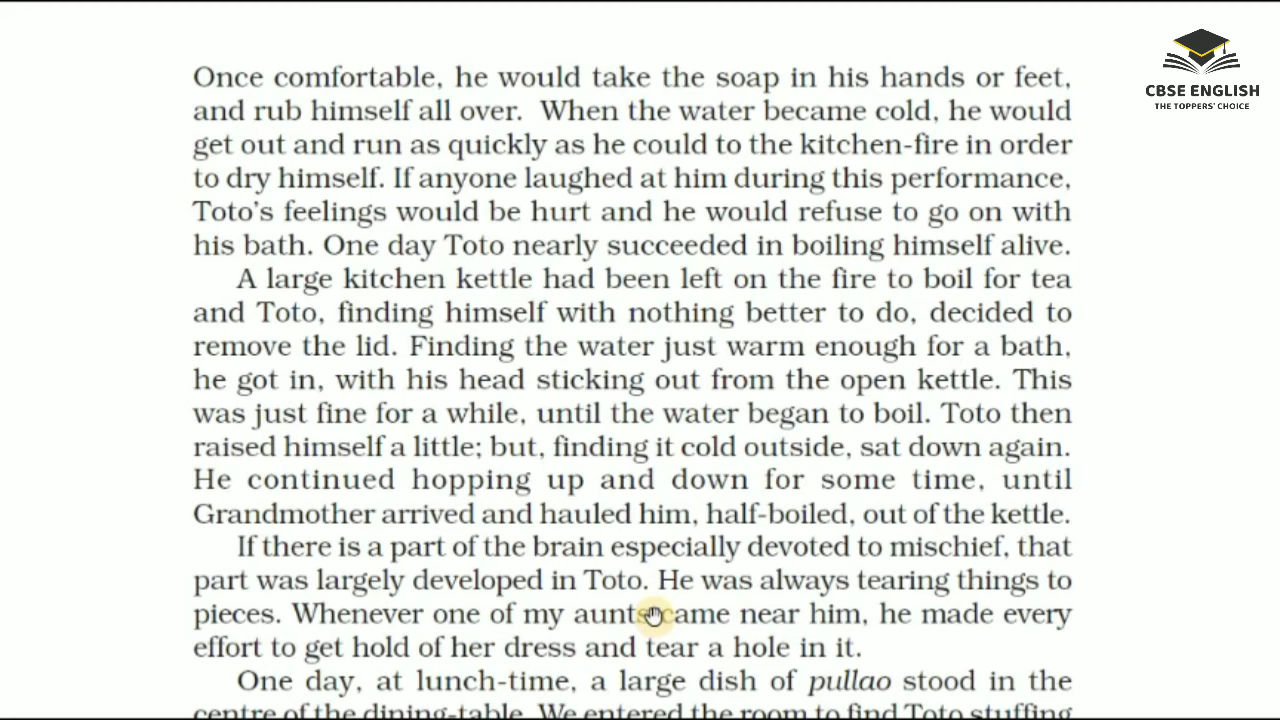 CBSE ENGLISH
THE TOPPERS' CHOICE
Once comfortable, he would take the soap in his hands or feet,
and rub himself all over. When the water became cold, he would
get out and run as quickly as he could to the kitchen-fire in order
to dry himself. If anyone laughed at him during this performance,
Toto's feelings would be hurt and he would refuse to go on with
his bath. One day Toto nearly succeeded in boiling himself alive.
A large kitchen kettle had been left on the fire to boil for tea
and Toto, finding himself with nothing better to do, decided to
remove the lid. Finding the water just warm enough for a bath,
he got in, with his head sticking out from the open kettle. This
was just fine for a while, until the water began to boil. Toto then
raised himself a little; but, finding it cold outside, sat down again.
He continued hopping up and down for some time, until
Grandmother arrived and hauled him, half-boiled, out of the kettle.
If there is a part of the brain especially devoted to mischief, that
part was largely developed in Toto. He was always tearing things to
pieces. Whenever one of my aunts came near him, he made every
effort to get hold of her dress and tear a hole in it.
One day, at lunch-time, a large dish of pullao stood in the
centre of the dining-table. We entered the room to find Toto stuffing